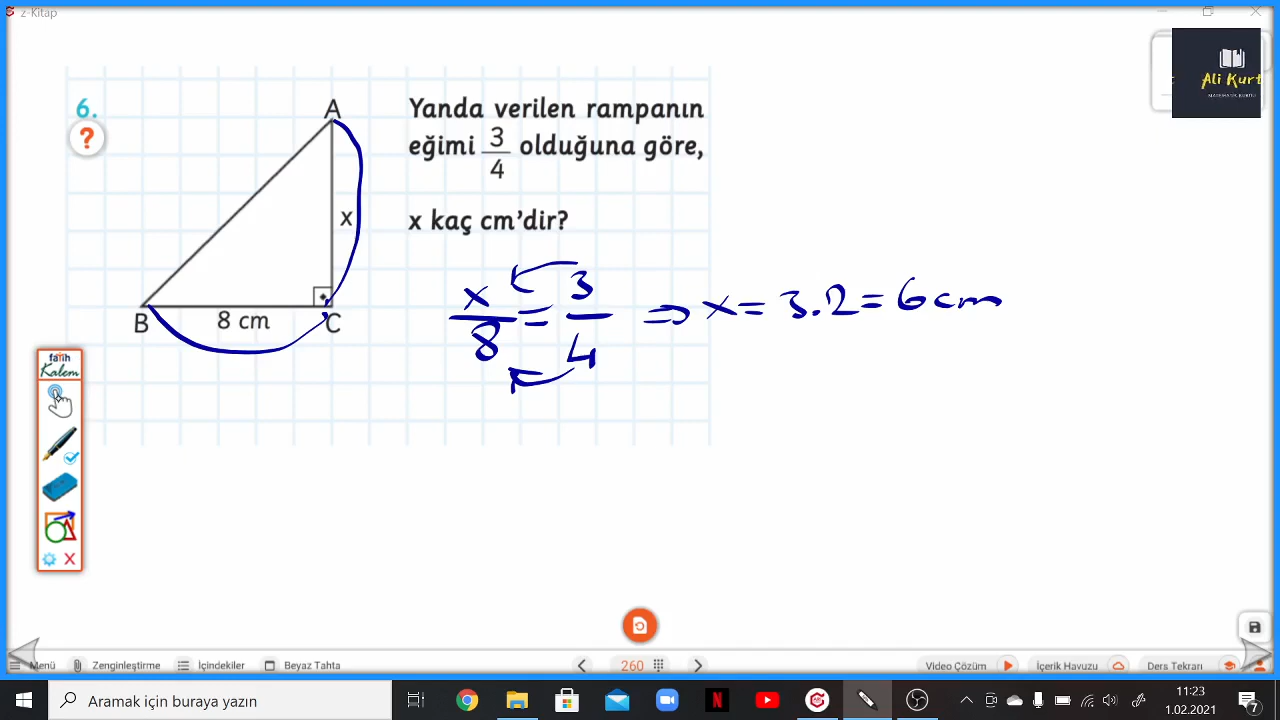 z-Kitap
Ali Kurt
6.
?
A
Yanda verilen rampanın
eğimi 3/4 olduğuna göre,
x
x kaç cm'dir?
B
8 cm
C
x/8 = 3/4 ⇒ x = 3.2 = 6 cm
fatih
Kalem
Menü
Zenginleştirme
İçindekiler
Beyaz Tahta
260
Video Çözüm
İçerik Havuzu
Ders Tekrarı
Aramak için buraya yazın
N
11:23
1.02.2021
7